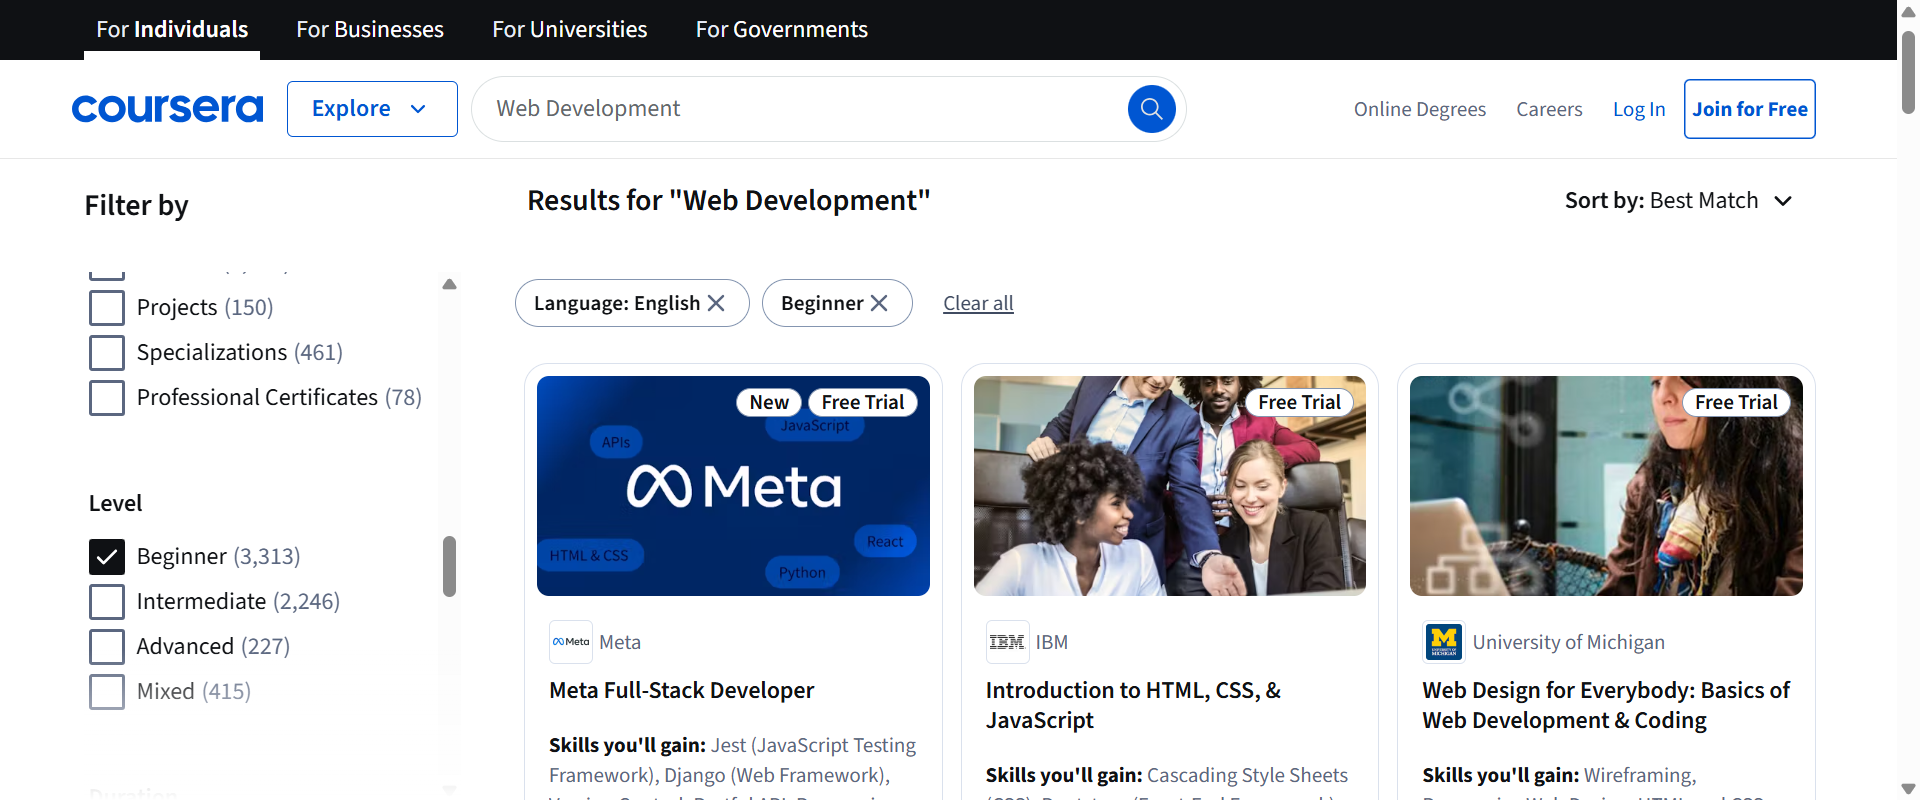 For Individuals
For Businesses
For Universities
For Governments
coursera
Explore
Web Development
Online Degrees
Careers
Log In
Join for Free
Filter by
Projects (150)
Specializations (461)
Professional Certificates (78)
Level
Beginner (3,313)
Intermediate (2,246)
Advanced (227)
Mixed (415)
Results for "Web Development"
Sort by: Best Match
Language: English
Beginner
Clear all
New
Free Trial
APIs
JavaScript
Meta
React
HTML & CSS
Python
Meta
Meta
Meta Full-Stack Developer
Skills you'll gain: Jest (JavaScript Testing
Framework), Django (Web Framework),
Free Trial
IBM
IBM
Introduction to HTML, CSS, &
JavaScript
Skills you'll gain: Cascading Style Sheets
Free Trial
M
UNIVERSITY OF
MICHIGAN
University of Michigan
Web Design for Everybody: Basics of
Web Development & Coding
Skills you'll gain: Wireframing,